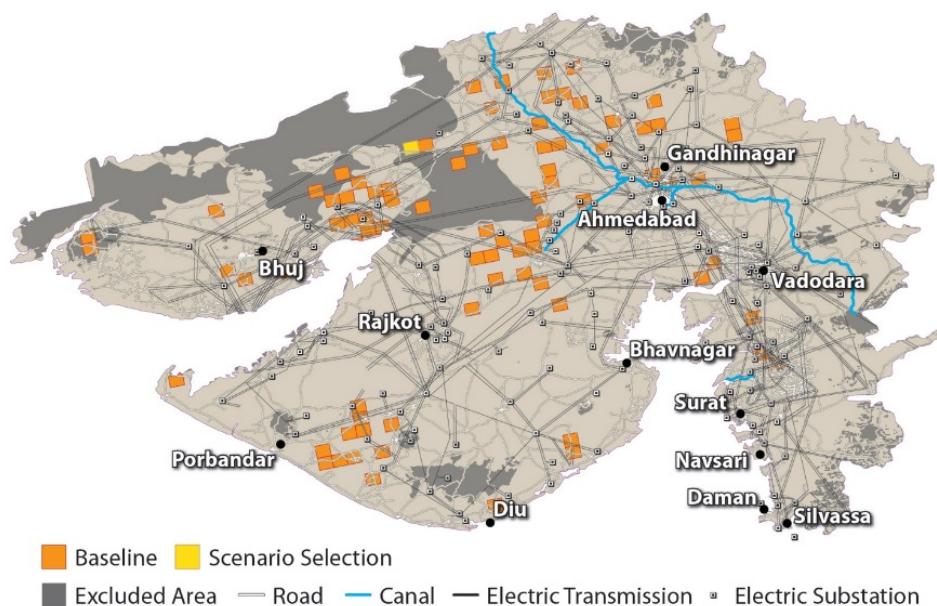 Gandhinagar
Ahmedabad
Bhuj
Vadodara
Rajkot
Bhavnagar
Surat
Porbandar
Navsari
Daman
Diu
Silvassa
Baseline Scenario Selection
Excluded Area Road Canal Electric Transmission Electric Substation